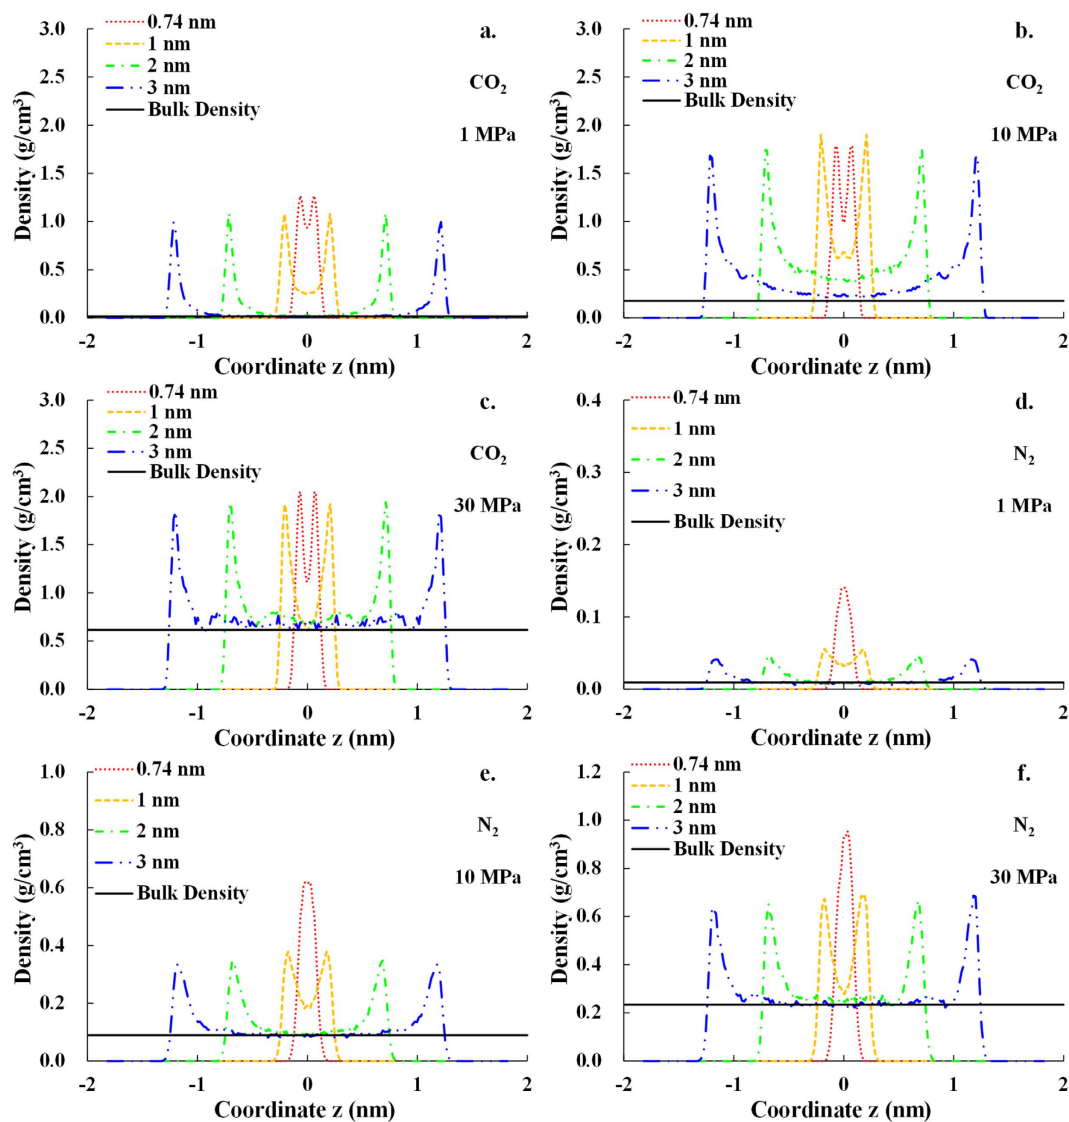 3.0
2.5
2.0
1.5
1.0
0.5
0.0
Density (g/cm³)
0.74 nm
1 nm
2 nm
3 nm
Bulk Density
a.
CO₂
1 MPa
-2 -1 0 1 2
Coordinate z (nm)
3.0
2.5
2.0
1.5
1.0
0.5
0.0
Density (g/cm³)
0.74 nm
1 nm
2 nm
3 nm
Bulk Density
b.
CO₂
10 MPa
-2 -1 0 1 2
Coordinate z (nm)
3.0
2.5
2.0
1.5
1.0
0.5
0.0
Density (g/cm³)
0.74 nm
1 nm
2 nm
3 nm
Bulk Density
c.
CO₂
30 MPa
-2 -1 0 1 2
Coordinate z (nm)
0.4
0.3
0.2
0.1
0.0
Density (g/cm³)
0.74 nm
1 nm
2 nm
3 nm
Bulk Density
d.
N₂
1 MPa
-2 -1 0 1 2
Coordinate z (nm)
1.0
0.8
0.6
0.4
0.2
0.0
Density (g/cm³)
0.74 nm
1 nm
2 nm
3 nm
Bulk Density
e.
N₂
10 MPa
-2 -1 0 1 2
Coordinate z (nm)
1.2
1.0
0.8
0.6
0.4
0.2
0.0
Density (g/cm³)
0.74 nm
1 nm
2 nm
3 nm
Bulk Density
f.
N₂
30 MPa
-2 -1 0 1 2
Coordinate z (nm)